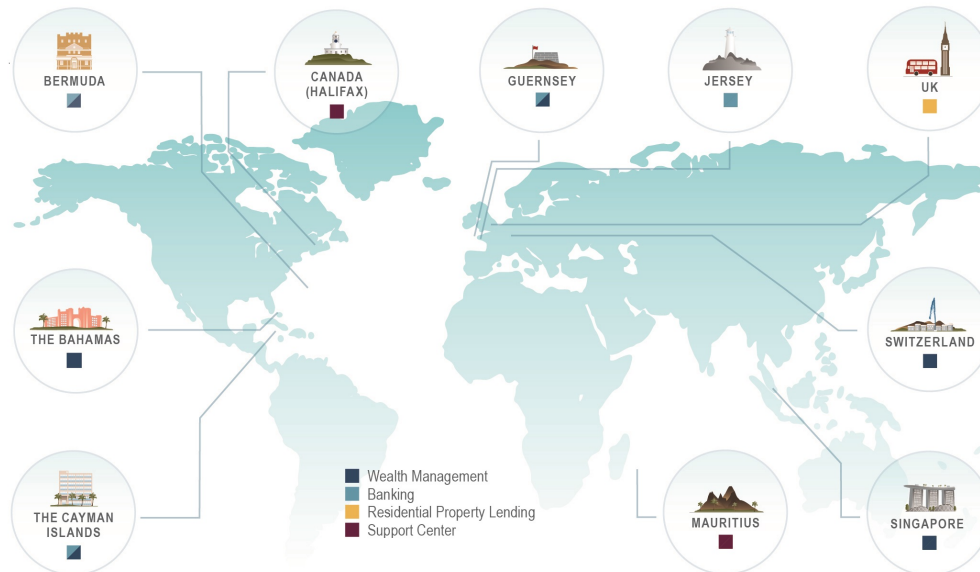 BERMUDA
CANADA
(HALIFAX)
GUERNSEY
JERSEY
UK
THE BAHAMAS
SWITZERLAND
THE CAYMAN
ISLANDS
Wealth Management
Banking
Residential Property Lending
Support Center
MAURITIUS
SINGAPORE